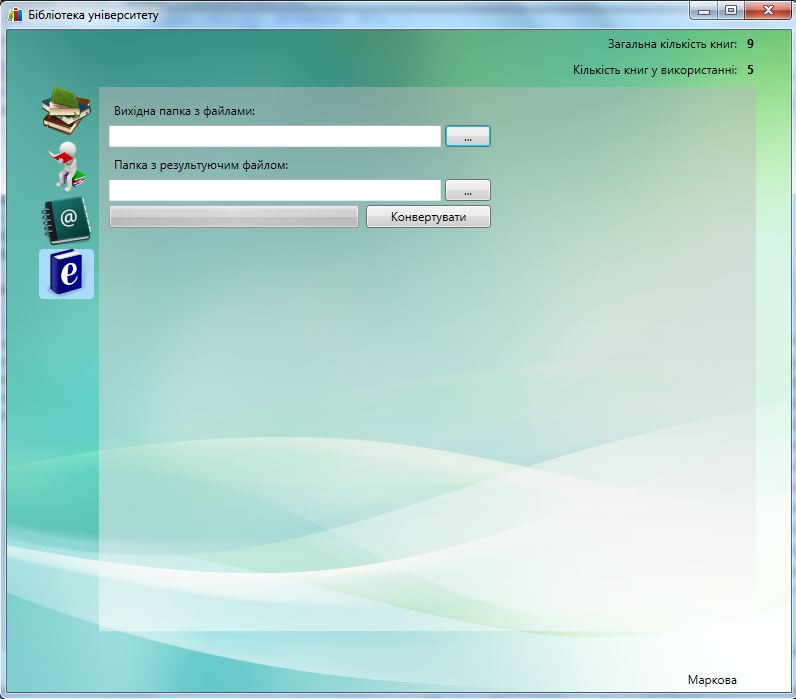 Бібліотека університету
Загальна кількість книг: 9
Кількість книг у використанні: 5
Вихідна папка з файлами:
...
Папка з результуючим файлом:
...
Конвертувати
@
e
Маркова